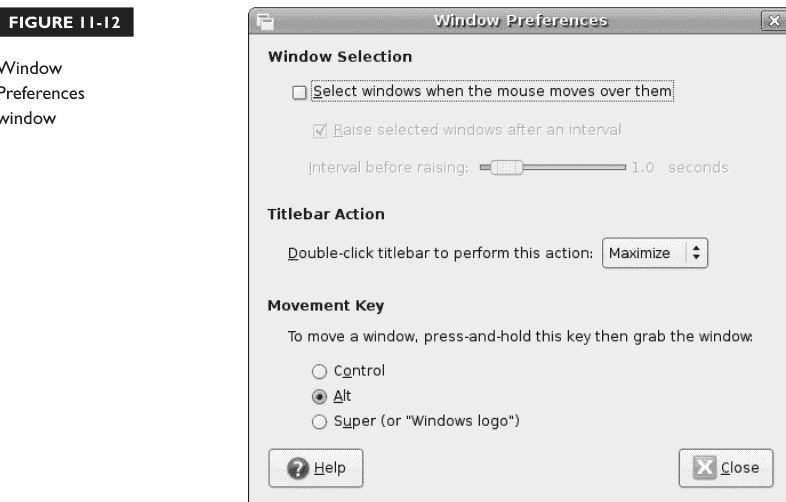 FIGURE 11-12
Window
Preferences
window
Window Preferences
Window Selection
Select windows when the mouse moves over them
Raise selected windows after an interval
Interval before raising: 1.0 seconds
Titlebar Action
Double-click titlebar to perform this action: Maximize
Movement Key
To move a window, press-and-hold this key then grab the window:
Control
Alt
Super (or "Windows logo")
Help
Close